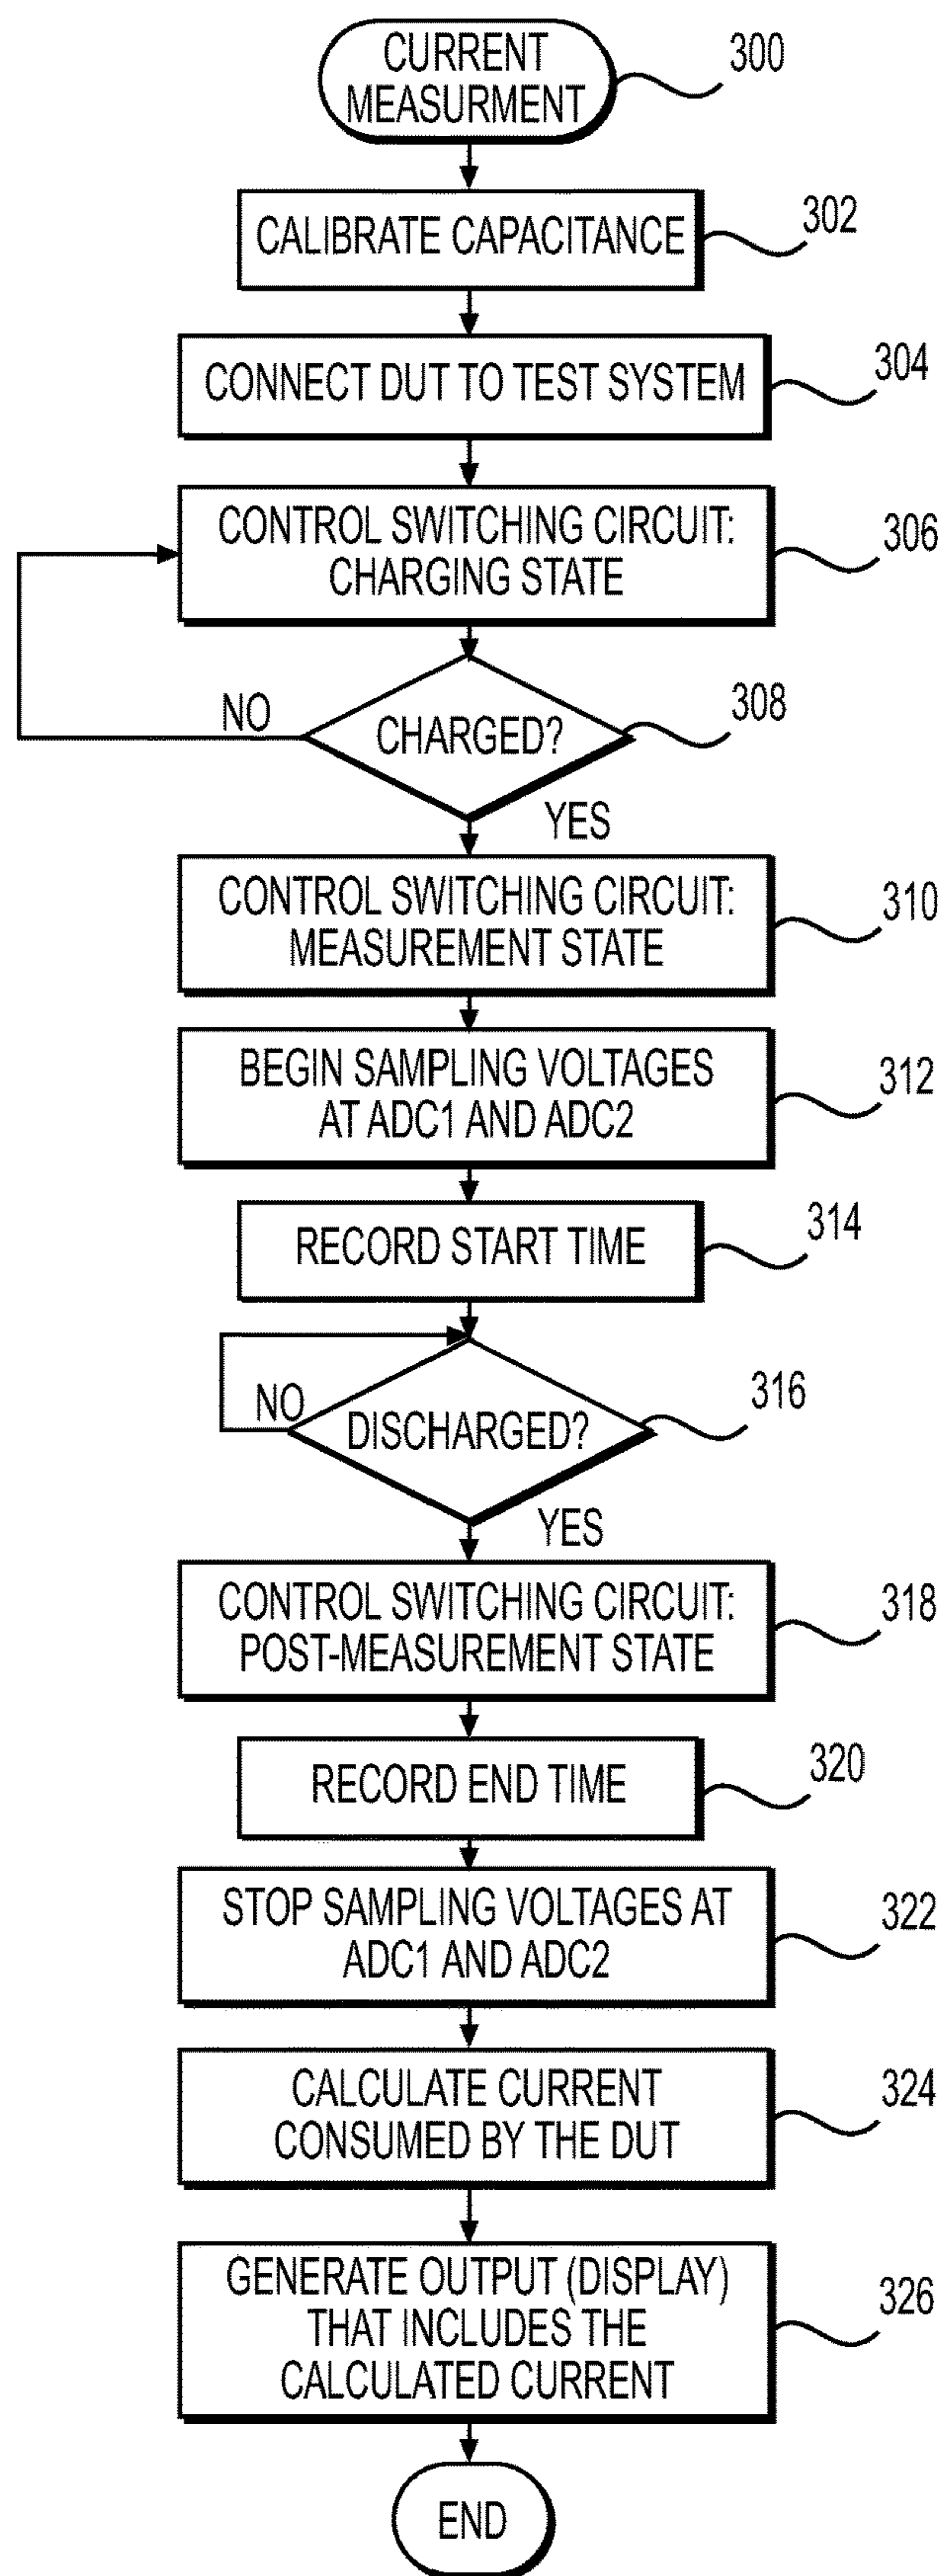 CURRENT
MEASURMENT
300
CALIBRATE CAPACITANCE
302
CONNECT DUT TO TEST SYSTEM
304
CONTROL SWITCHING CIRCUIT:
CHARGING STATE
306
NO
CHARGED?
308
YES
CONTROL SWITCHING CIRCUIT:
MEASUREMENT STATE
310
BEGIN SAMPLING VOLTAGES
AT ADC1 AND ADC2
312
RECORD START TIME
314
NO
DISCHARGED?
316
YES
CONTROL SWITCHING CIRCUIT:
POST-MEASUREMENT STATE
318
RECORD END TIME
320
STOP SAMPLING VOLTAGES AT
ADC1 AND ADC2
322
CALCULATE CURRENT
CONSUMED BY THE DUT
324
GENERATE OUTPUT (DISPLAY)
THAT INCLUDES THE
CALCULATED CURRENT
326
END